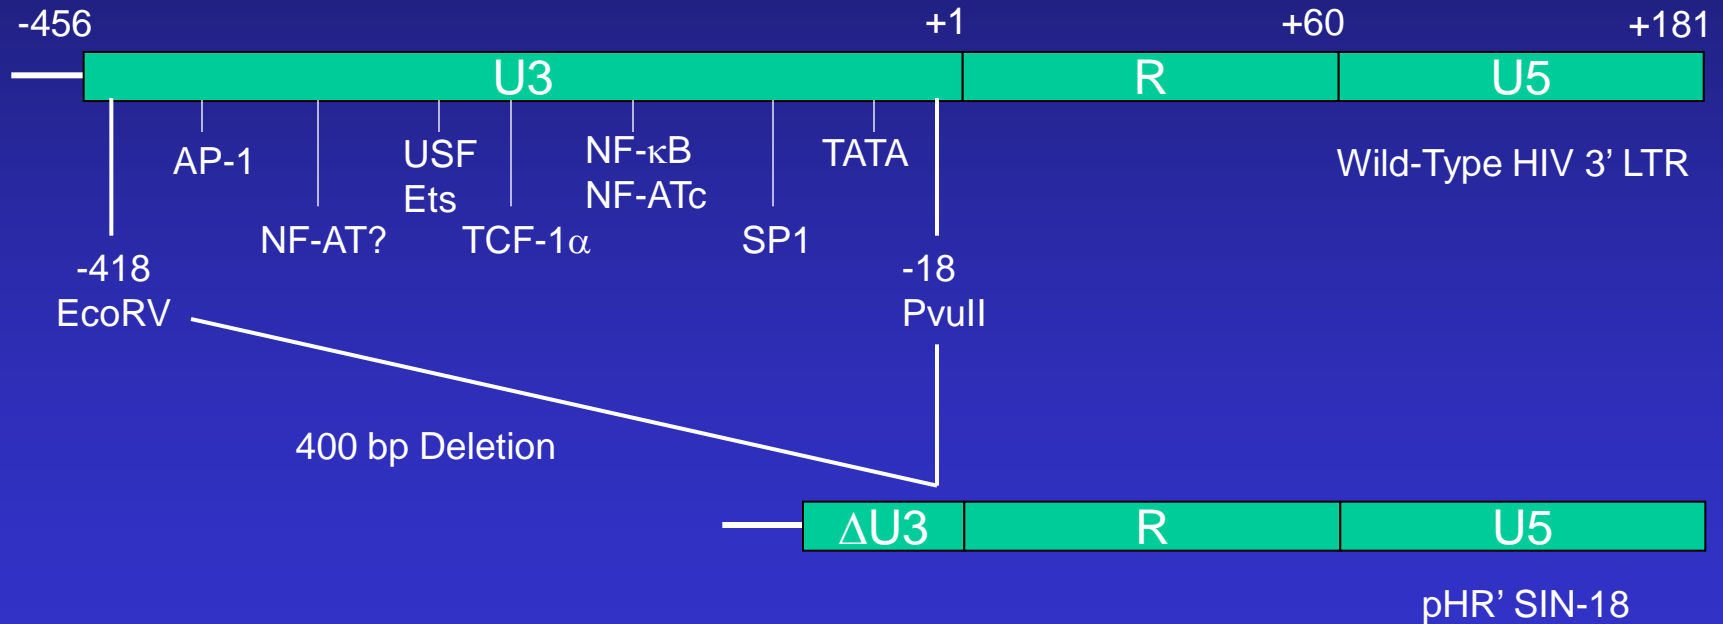 -456
+1
+60
+181
U3
R
U5
AP-1
USF
Ets
NF-κB
NF-ATc
TATA
Wild-Type HIV 3’ LTR
NF-AT?
TCF-1α
SP1
-418
EcoRV
-18
PvuII
400 bp Deletion
ΔU3
R
U5
pHR’ SIN-18